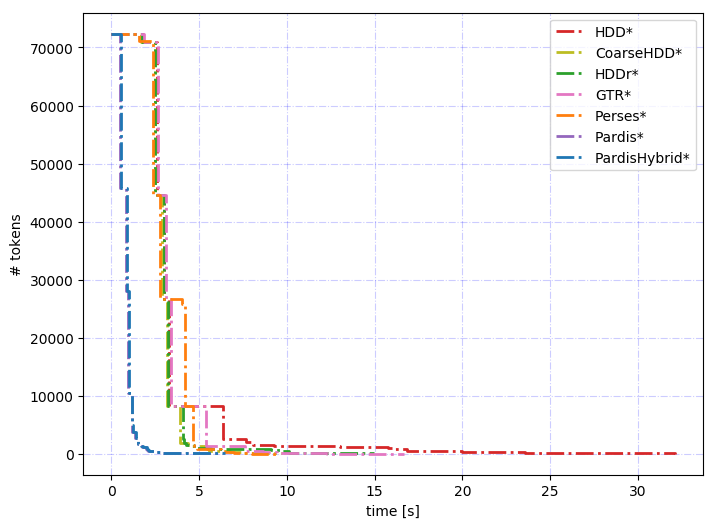 HDD*
CoarseHDD*
HDDr*
GTR*
Perses*
Pardis*
PardisHybrid*
# tokens
70000
60000
50000
40000
30000
20000
10000
0
0 5 10 15 20 25 30
time [s]